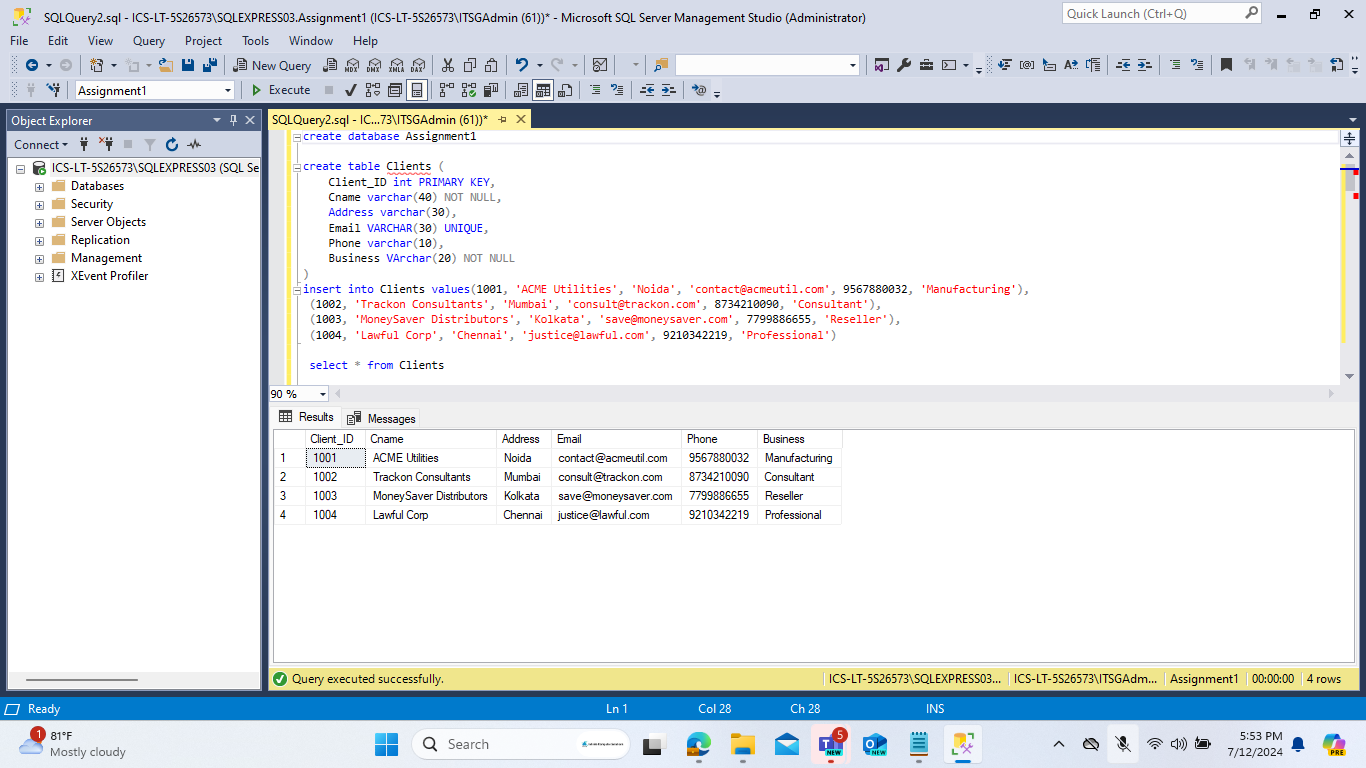 SQLQuery2.sql - ICS-LT-5S26573\SQLEXPRESS03.Assignment1 (ICS-LT-5S26573\ITSGAdmin (61))* - Microsoft SQL Server Management Studio (Administrator)
Quick Launch (Ctrl+Q)
File Edit View Query Project Tools Window Help
New Query
MDX DMX XMLA DAX
Assignment1 Execute
Object Explorer
SQLQuery2.sql - IC...73\ITSGAdmin (61))*
Connect
ICS-LT-5S26573\SQLEXPRESS03 (SQL Se
Databases
Security
Server Objects
Replication
Management
XEvent Profiler
create database Assignment1
create table Clients (
Client_ID int PRIMARY KEY,
Cname varchar(40) NOT NULL,
Address varchar(30),
Email VARCHAR(30) UNIQUE,
Phone varchar(10),
Business VArchar(20) NOT NULL
)
insert into Clients values(1001, 'ACME Utilities', 'Noida', 'contact@acmeutil.com', 9567880032, 'Manufacturing'),
(1002, 'Trackon Consultants', 'Mumbai', 'consult@trackon.com', 8734210090, 'Consultant'),
(1003, 'MoneySaver Distributors', 'Kolkata', 'save@moneysaver.com', 7799886655, 'Reseller'),
(1004, 'Lawful Corp', 'Chennai', 'justice@lawful.com', 9210342219, 'Professional')
select * from Clients
90 %
Results Messages
Client_ID Cname Address Email Phone Business
1 1001 ACME Utilities Noida contact@acmeutil.com 9567880032 Manufacturing
2 1002 Trackon Consultants Mumbai consult@trackon.com 8734210090 Consultant
3 1003 MoneySaver Distributors Kolkata save@moneysaver.com 7799886655 Reseller
4 1004 Lawful Corp Chennai justice@lawful.com 9210342219 Professional
Query executed successfully. ICS-LT-5S26573\SQLEXPRESS03... ICS-LT-5S26573\ITSGAdm... Assignment1 00:00:00 4 rows
Ready Ln 1 Col 28 Ch 28 INS
1 81°F
Mostly cloudy
Search
5
NEW
NEW
5:53 PM
7/12/2024
PRE